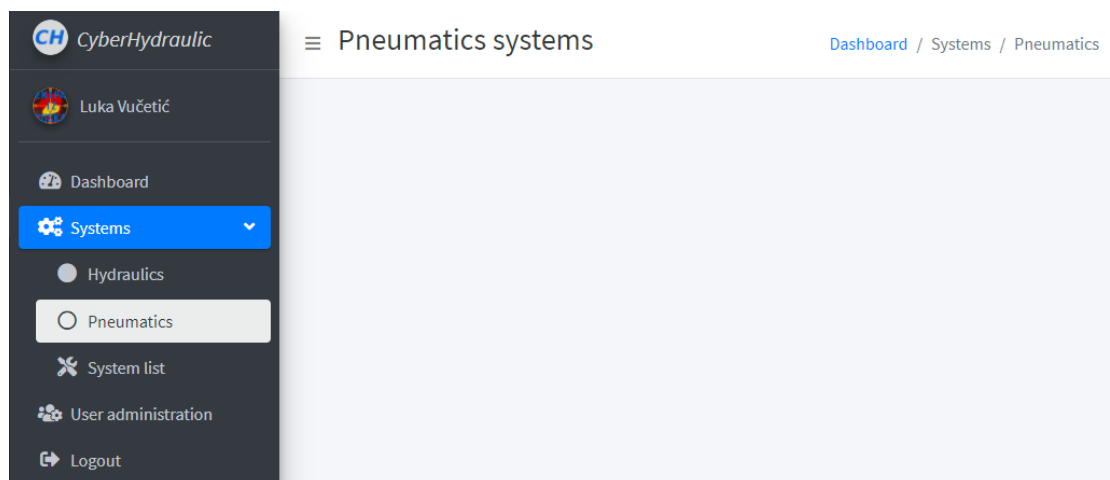 CH CyberHydraulic
Pneumatics systems
Dashboard / Systems / Pneumatics
Luka Vučetić
Dashboard
Systems
Hydraulics
Pneumatics
System list
User administration
Logout